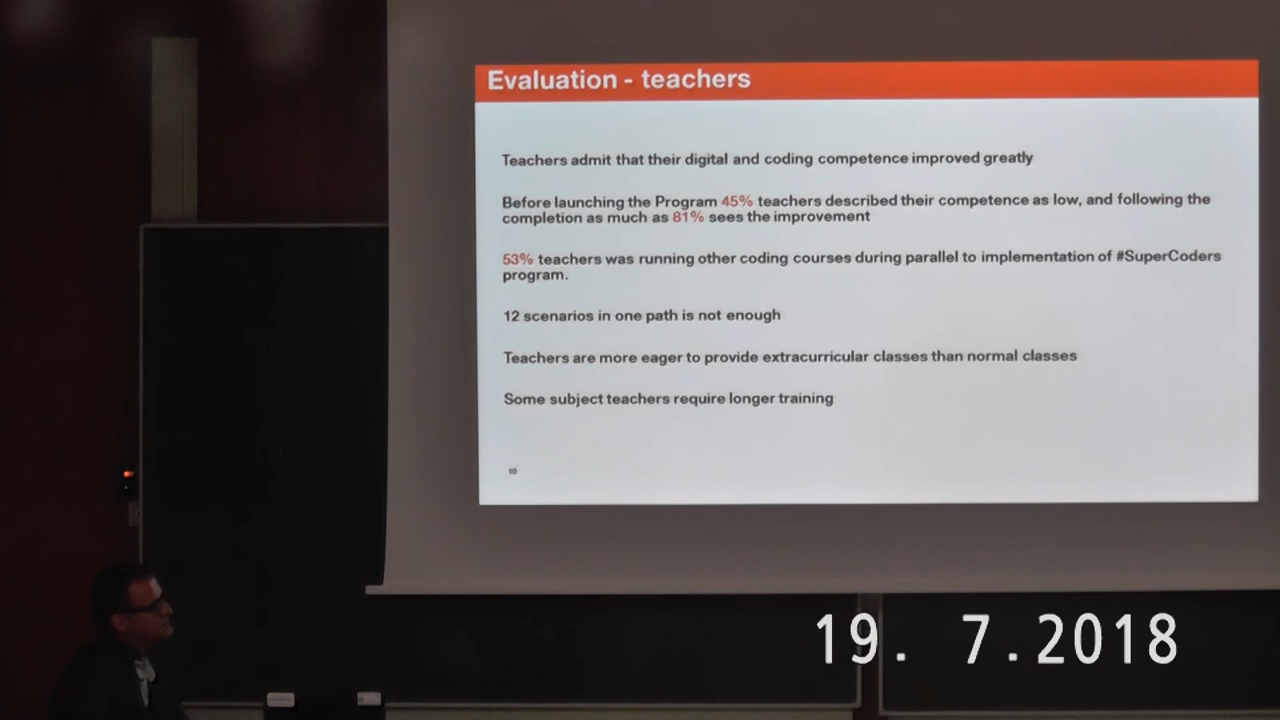 Evaluation - teachers
Teachers admit that their digital and coding competence improved greatly
Before launching the Program 45% teachers described their competence as low, and following the
completion as much as 81% sees the improvement
53% teachers was running other coding courses during parallel to implementation of #SuperCoders
program.
12 scenarios in one path is not enough
Teachers are more eager to provide extracurricular classes than normal classes
Some subject teachers require longer training
10
19. 7.2018